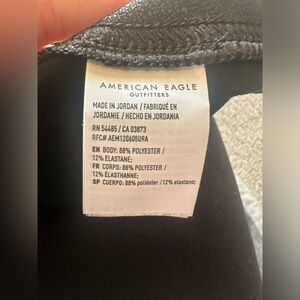 AMERICAN EAGLE
OUTFITTERS
MADE IN JORDAN / FABRIQUÉ EN
JORDANIE / HECHO EN JORDANIA
RN 54485 / CA 03873
RFC# AEM120605U9A
EN BODY: 88% POLYESTER /
12% ELASTANE;
FR CORPS: 88% POLYESTER /
12% ÉLASTHANNE;
SP CUERPO: 88% poliéster / 12% elastano;